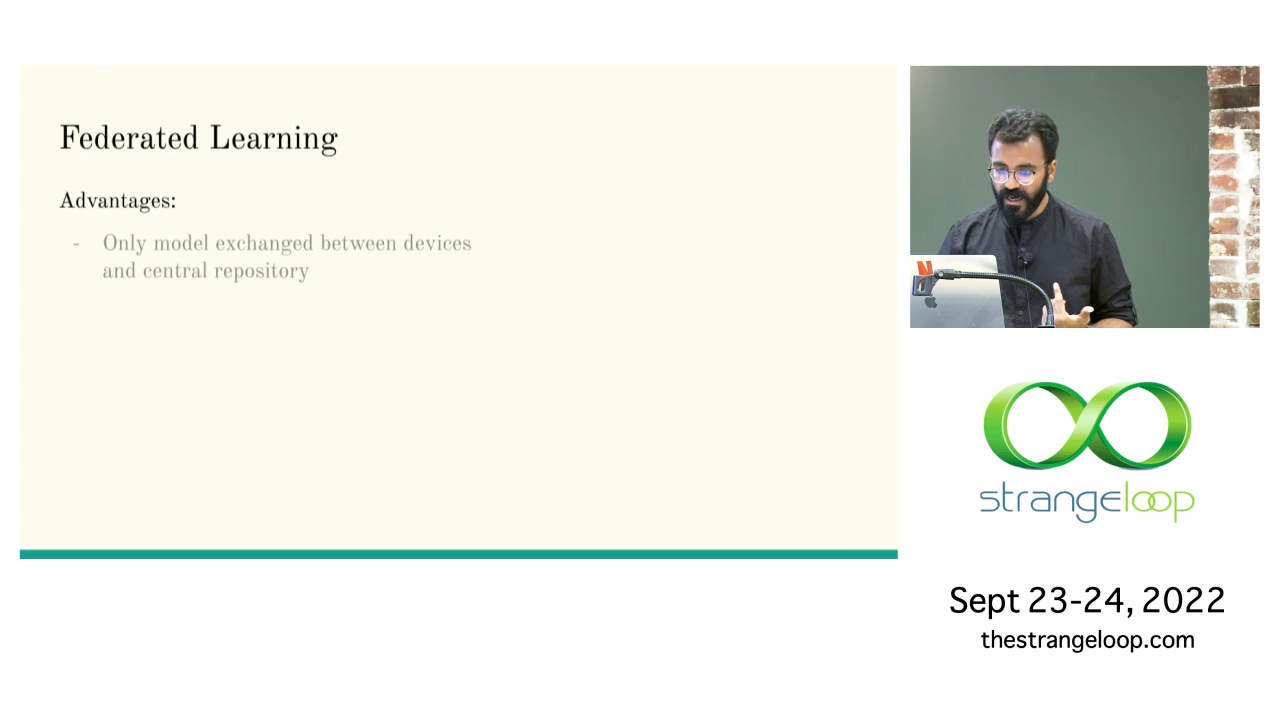 Federated Learning
Advantages:
- Only model exchanged between devices
and central repository
strangeloop
Sept 23-24, 2022
thestrangeloop.com